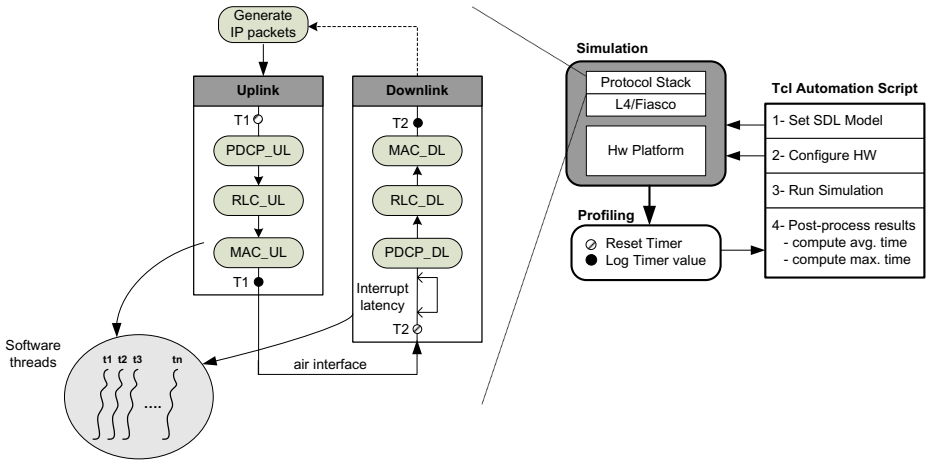 Generate
IP packets
Uplink
T1
PDCP_UL
RLC_UL
MAC_UL
T1
Downlink
T2
MAC_DL
RLC_DL
PDCP_DL
Interrupt
latency
T2
air interface
Software
threads
t1 t2 t3 tn
....
Simulation
Protocol Stack
L4/Fiasco
Hw Platform
Profiling
Reset Timer
Log Timer value
Tcl Automation Script
1- Set SDL Model
2- Configure HW
3- Run Simulation
4- Post-process results
- compute avg. time
- compute max. time